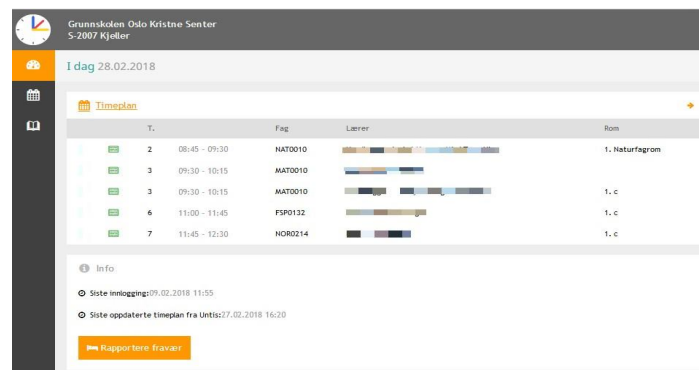 Grunnskolen Oslo Kristne Senter
S-2007 Kjeller
I dag 28.02.2018
Timeplan
T. Fag Lærer Rom
2 08:45 - 09:30 NAT0010 1. Naturfagrom
3 09:30 - 10:15 MAT0010
3 09:30 - 10:15 MAT0010 1. c
6 11:00 - 11:45 FSP0132 1. c
7 11:45 - 12:30 NOR0214 1. c
Info
Siste innlogging:09.02.2018 11:55
Siste oppdaterte timeplan fra Untis:27.02.2018 16:20
Rapportere fravær